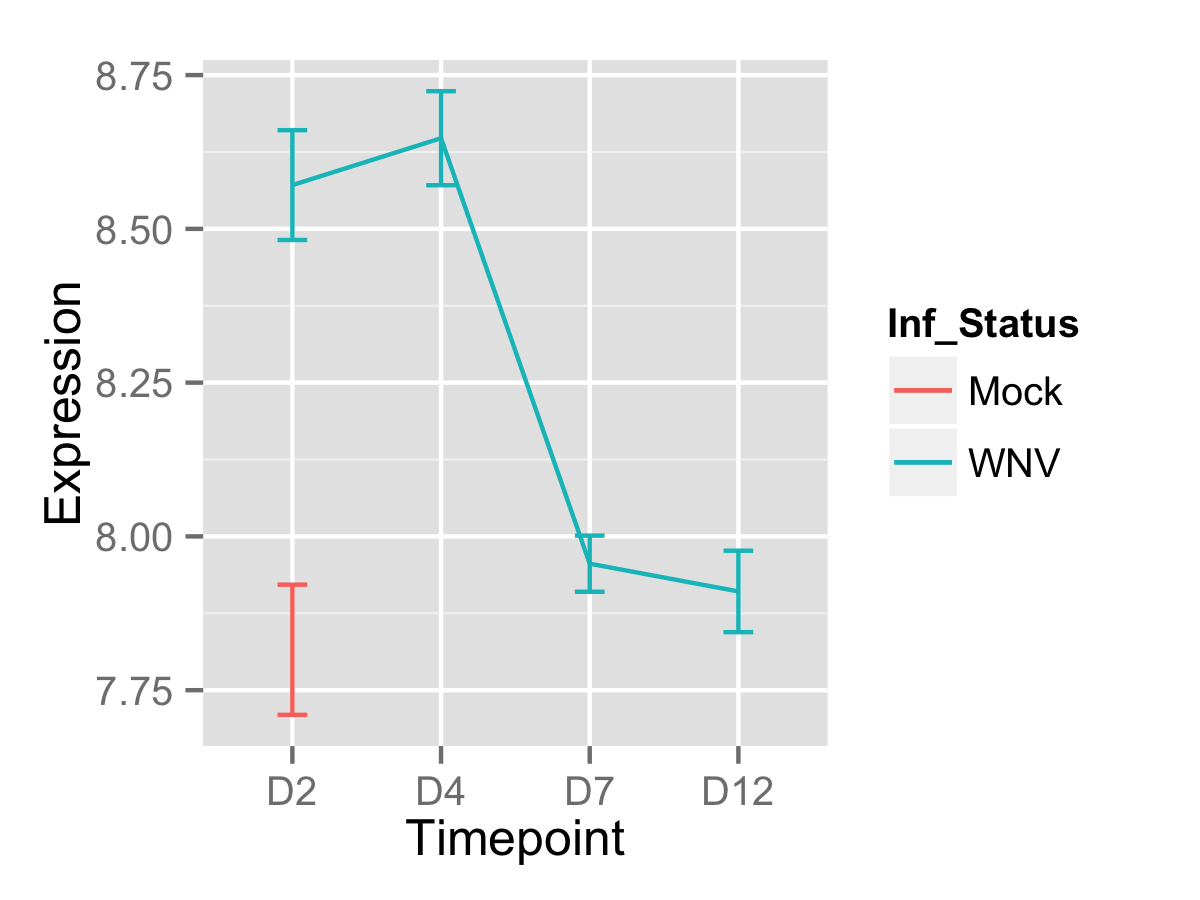 8.75
8.50
8.25
8.00
7.75
Expression
D2 D4 D7 D12
Timepoint
Inf_Status
Mock
WNV